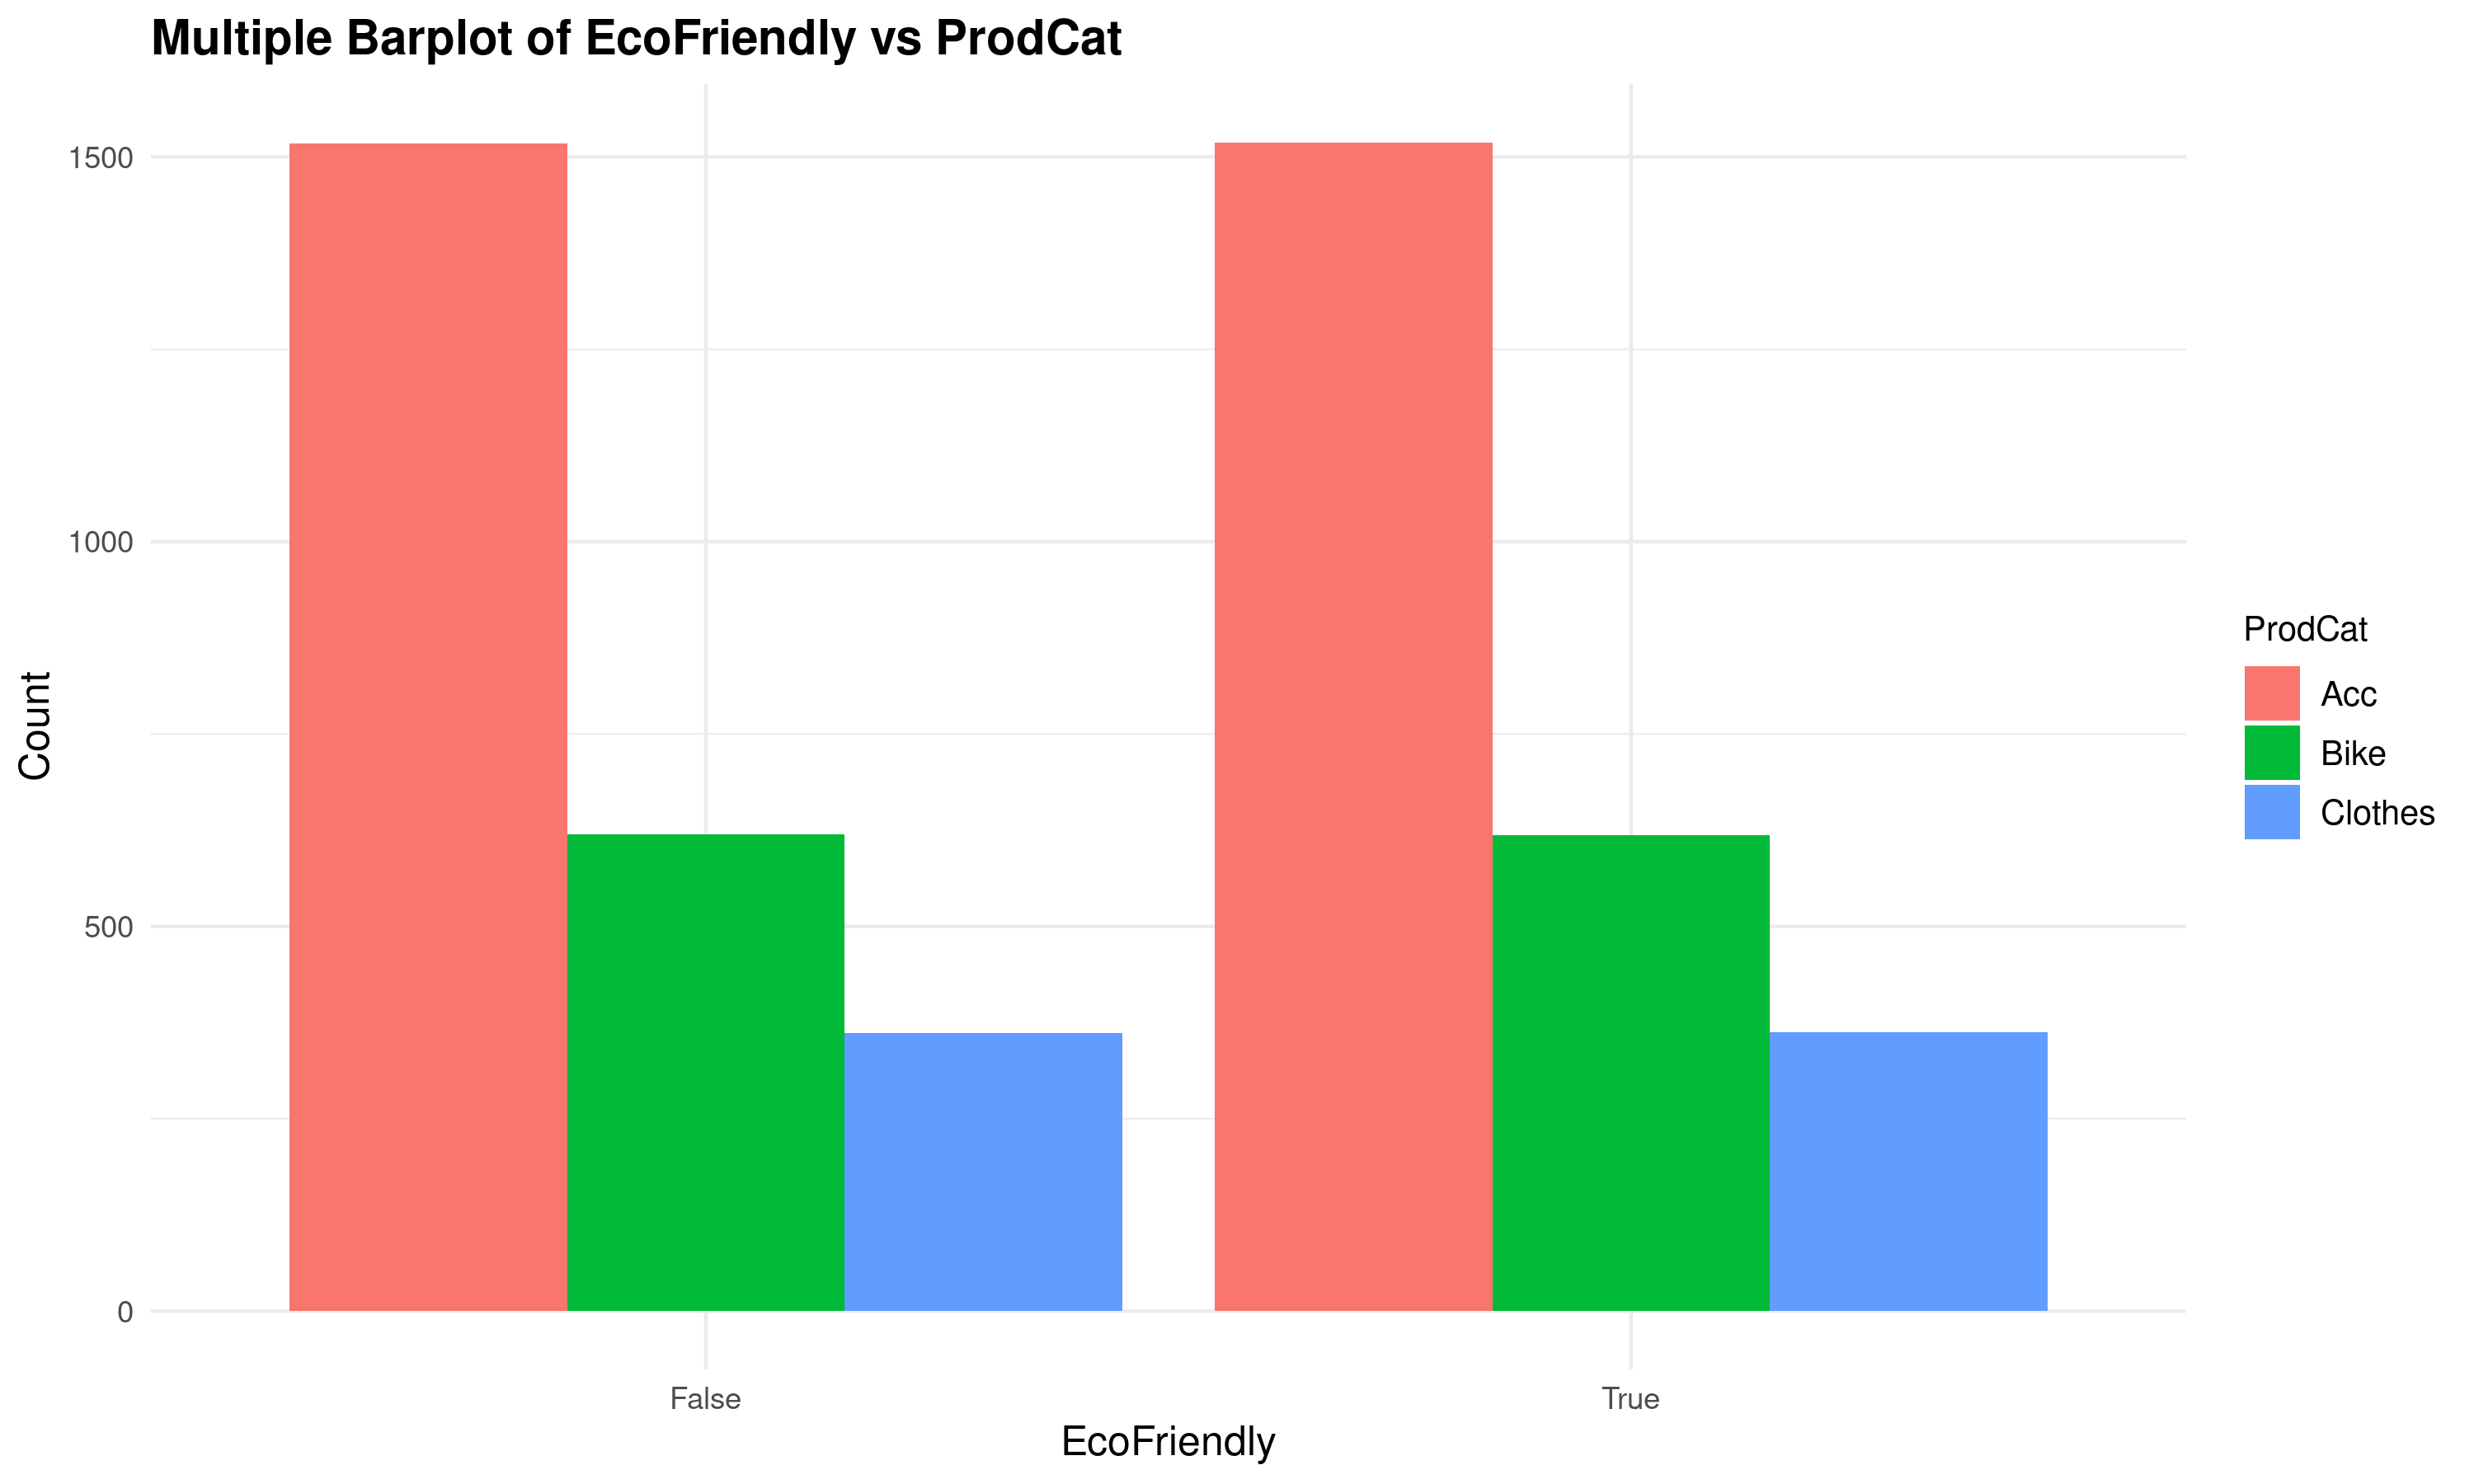 Multiple Barplot of EcoFriendly vs ProdCat
1500
1000
500
0
Count
False
True
EcoFriendly
ProdCat
Acc
Bike
Clothes